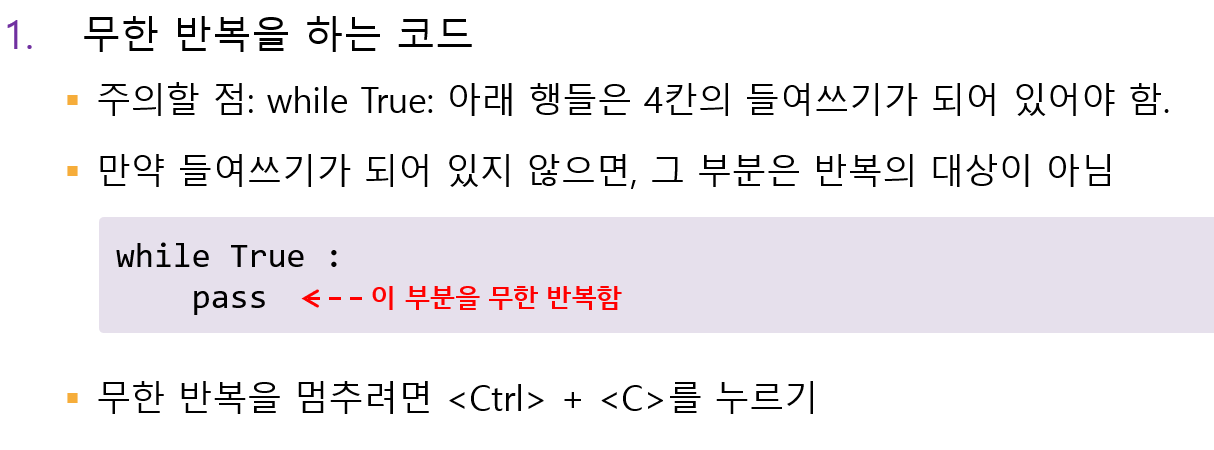 1. 무한 반복을 하는 코드
▪ 주의할 점: while True: 아래 행들은 4칸의 들여쓰기가 되어 있어야 함.
▪ 만약 들여쓰기가 되어 있지 않으면, 그 부분은 반복의 대상이 아님
while True :
    pass <-- 이 부분을 무한 반복함
▪ 무한 반복을 멈추려면 <Ctrl> + <C>를 누르기